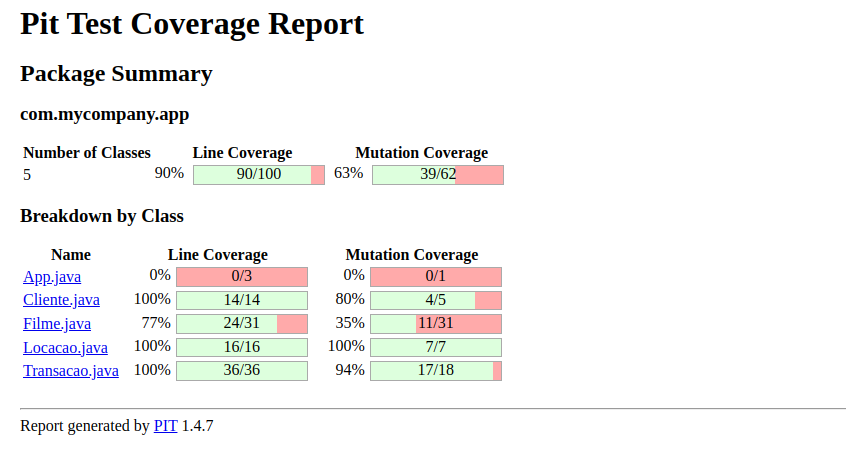 Pit Test Coverage Report
Package Summary
com.mycompany.app
Number of Classes Line Coverage Mutation Coverage
5 90% 90/100 63% 39/62
Breakdown by Class
Name Line Coverage Mutation Coverage
App.java 0% 0/3 0% 0/1
Cliente.java 100% 14/14 80% 4/5
Filme.java 77% 24/31 35% 11/31
Locacao.java 100% 16/16 100% 7/7
Transacao.java 100% 36/36 94% 17/18
Report generated by PIT 1.4.7